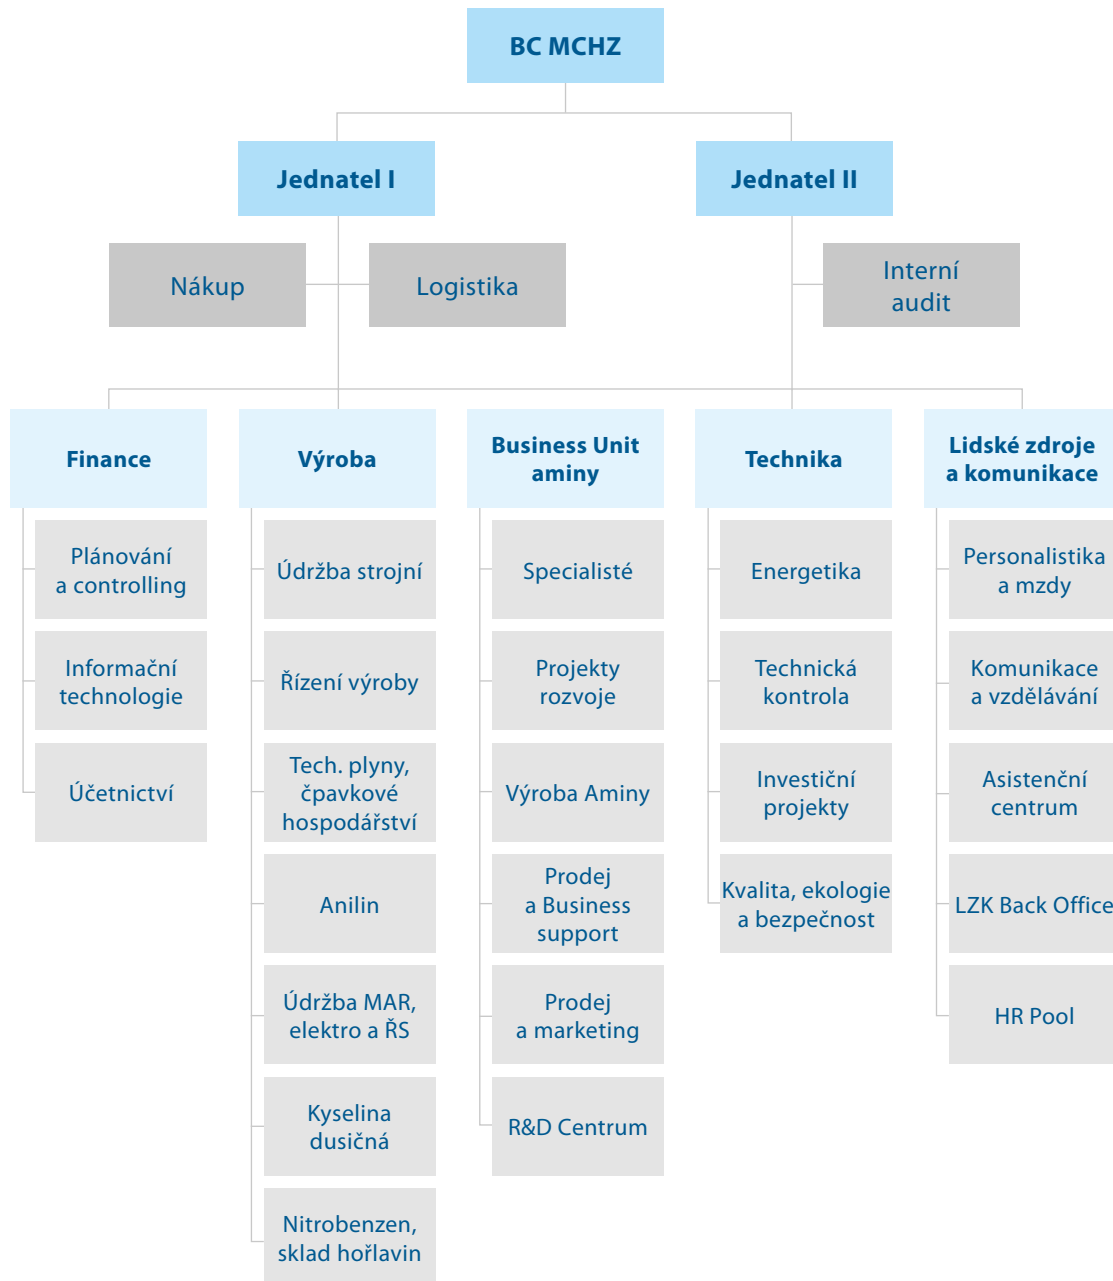 BC MCHZ
Jednatel I
Jednatel II
Nákup
Logistika
Interní
audit
Finance
Výroba
Business Unit
aminy
Technika
Lidské zdroje
a komunikace
Plánování
a controlling
Informační
technologie
Účetnictví
Údržba strojní
Řízení výroby
Tech. plyny,
čpavkové
hospodářství
Anilin
Údržba MAR,
elektro a ŘS
Kyselina
dusičná
Nitrobenzen,
sklad hořlavin
Specialisté
Projekty
rozvoje
Výroba Aminy
Prodej
a Business
support
Prodej
a marketing
R&D Centrum
Energetika
Technická
kontrola
Investiční
projekty
Kvalita, ekologie
a bezpečnost
Personalistika
a mzdy
Komunikace
a vzdělávání
Asistenční
centrum
LZK Back Office
HR Pool